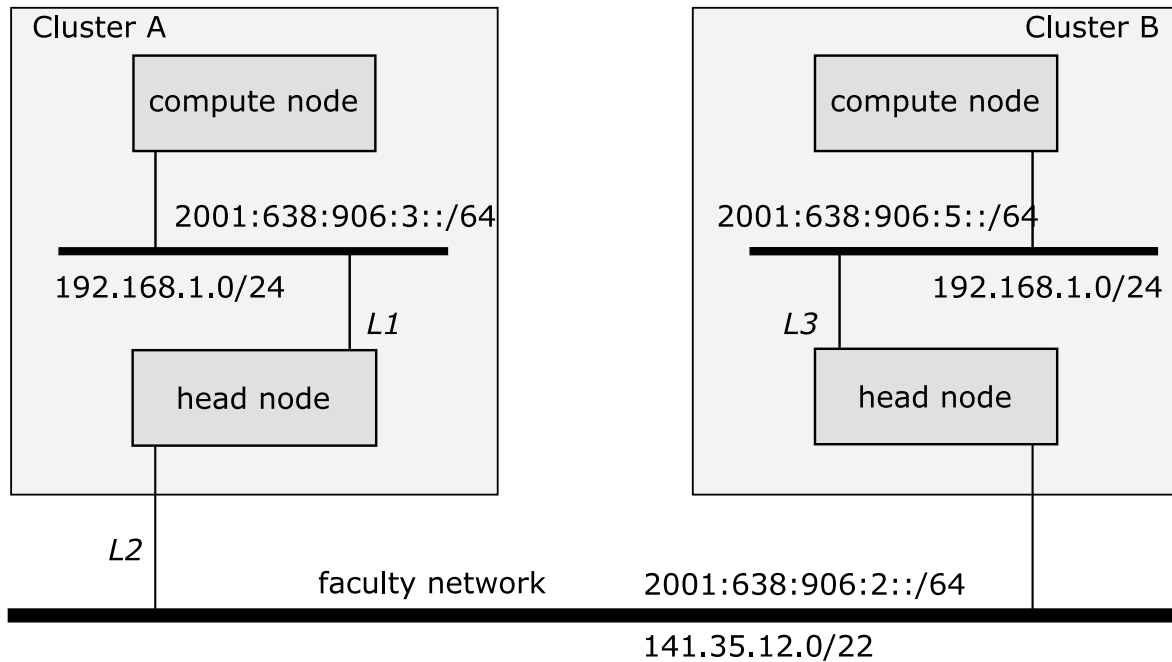 Cluster A
Cluster B
compute node
compute node
2001:638:906:3::/64
2001:638:906:5::/64
192.168.1.0/24
192.168.1.0/24
L1
L3
head node
head node
L2
faculty network
2001:638:906:2::/64
141.35.12.0/22